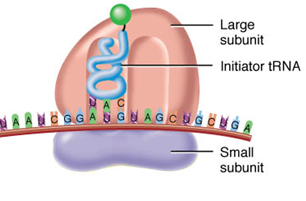 Large
subunit
Initiator tRNA
U A C
A A U C G G A U G U A G C U G C G A
Small
subunit